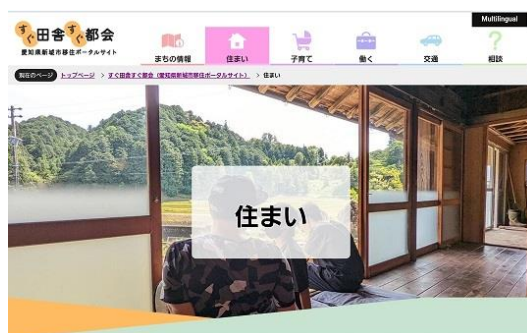 Multilingual
すぐ田舎すぐ都会
愛知県新城市移住ポータルサイト
まちの情報
住まい
子育て
働く
交通
?
相談
現在のページ トップページ > すぐ田舎すぐ都会（愛知県新城市移住ポータルサイト） > 住まい
住まい